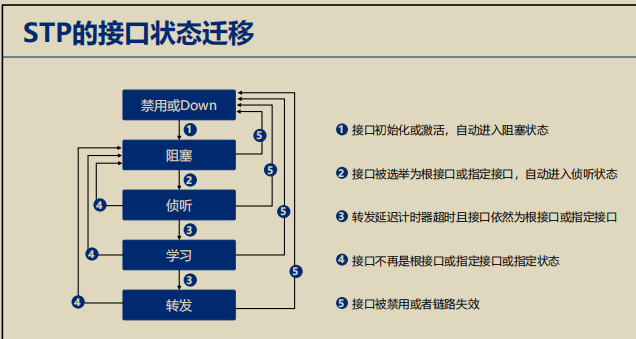 STP的接口状态迁移
禁用或Down
1
5
阻塞
2
5
4
侦听
3
5
4
学习
3
5
4
转发
1 接口初始化或激活，自动进入阻塞状态
2 接口被选举为根接口或指定接口，自动进入侦听状态
3 转发延迟计时器超时且接口依然为根接口或指定接口
4 接口不再是根接口或指定接口或指定状态
5 接口被禁用或者链路失效